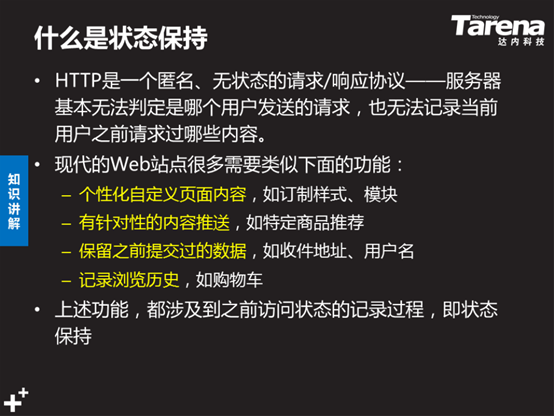 什么是状态保持
Technology
Tarena
达内科技
• HTTP是一个匿名、无状态的请求/响应协议——服务器
基本无法判定是哪个用户发送的请求，也无法记录当前
用户之前请求过哪些内容。
• 现代的Web站点很多需要类似下面的功能：
– 个性化自定义页面内容，如订制样式、模块
– 有针对性的内容推送，如特定商品推荐
– 保留之前提交过的数据，如收件地址、用户名
– 记录浏览历史，如购物车
• 上述功能，都涉及到之前访问状态的记录过程，即状态
保持
知
识
讲
解